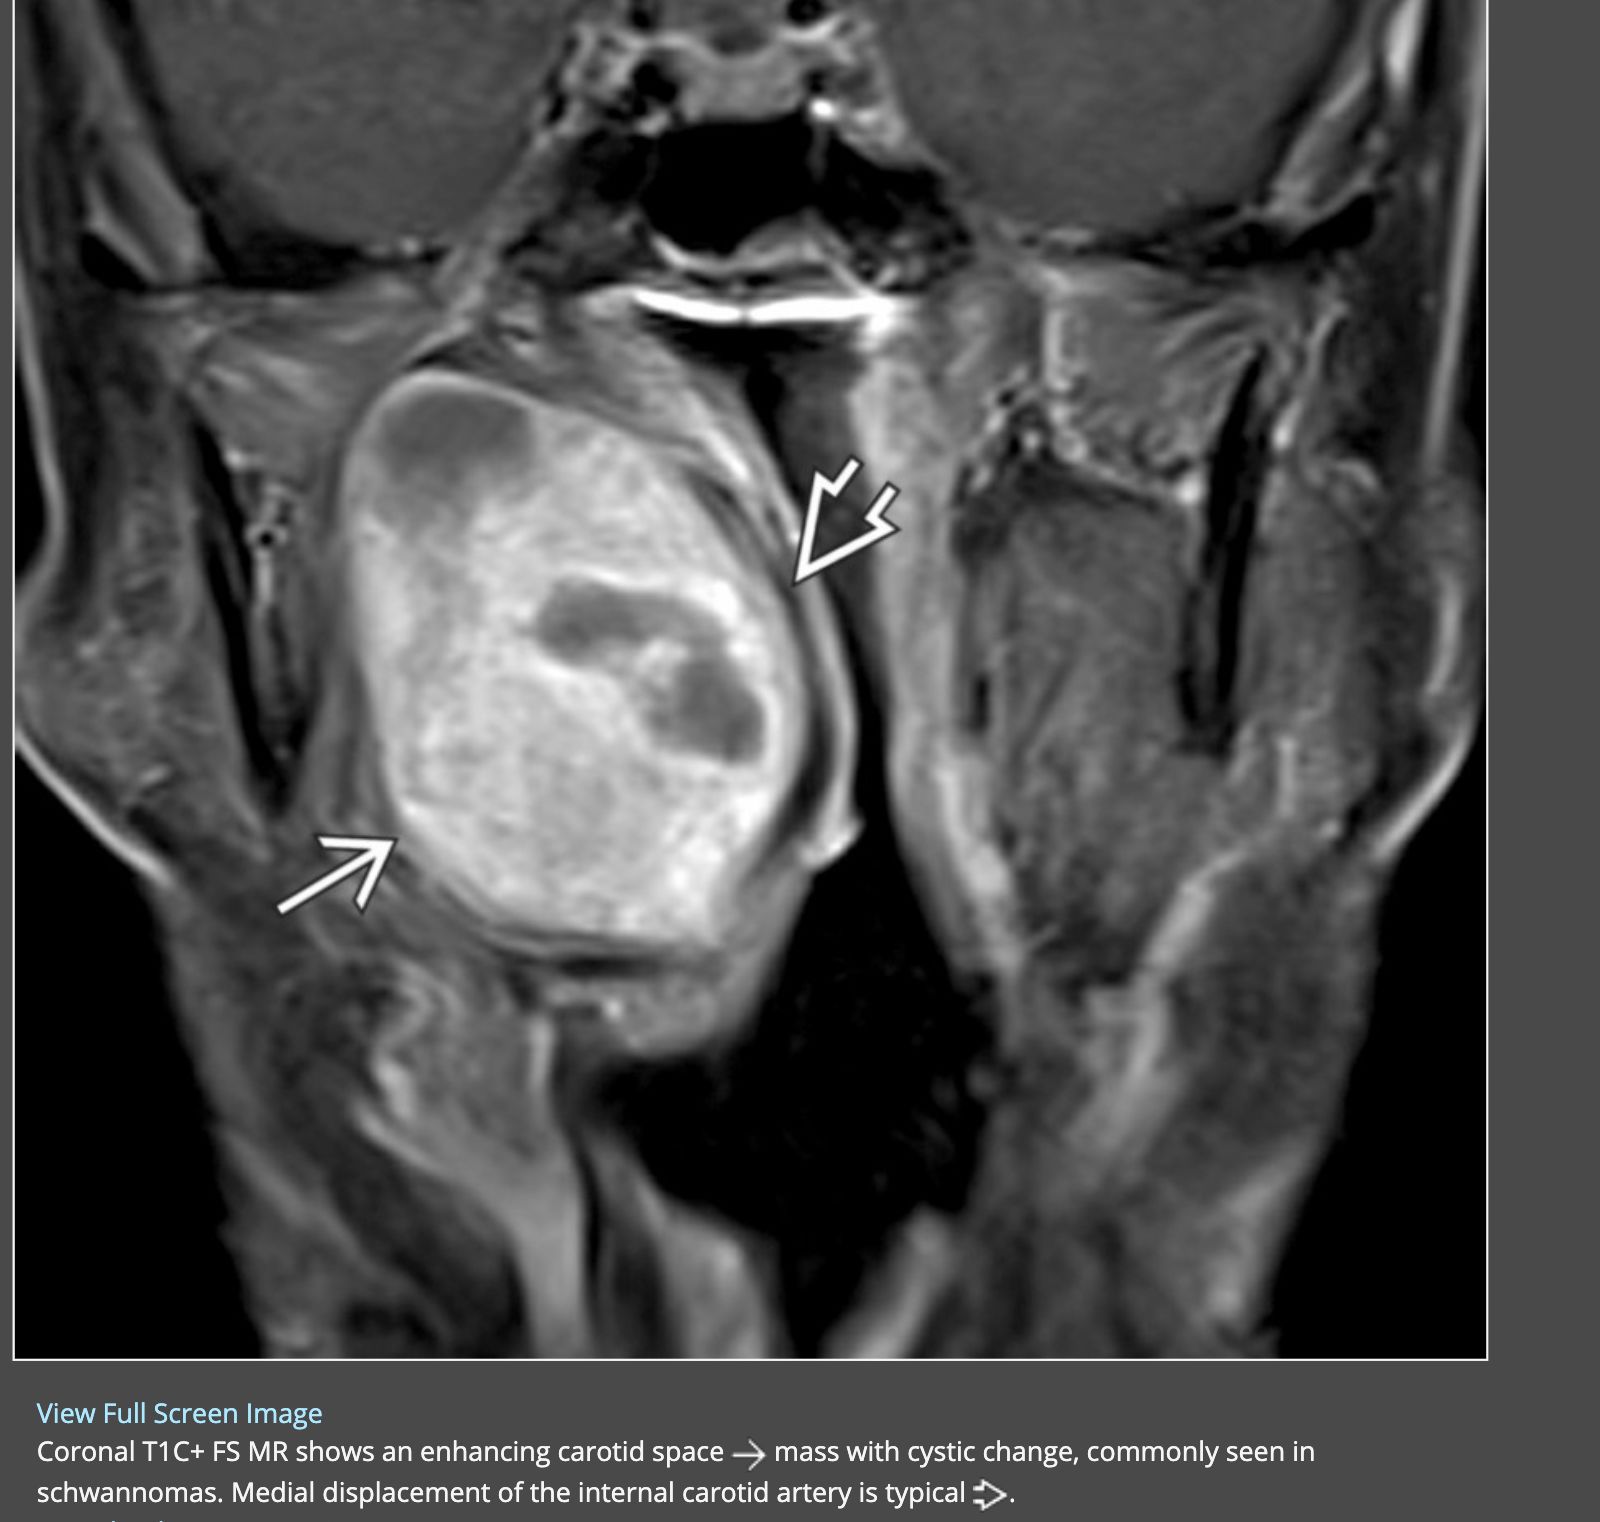 View Full Screen Image
Coronal T1C+ FS MR shows an enhancing carotid space → mass with cystic change, commonly seen in
schwannomas. Medial displacement of the internal carotid artery is typical ⮊.